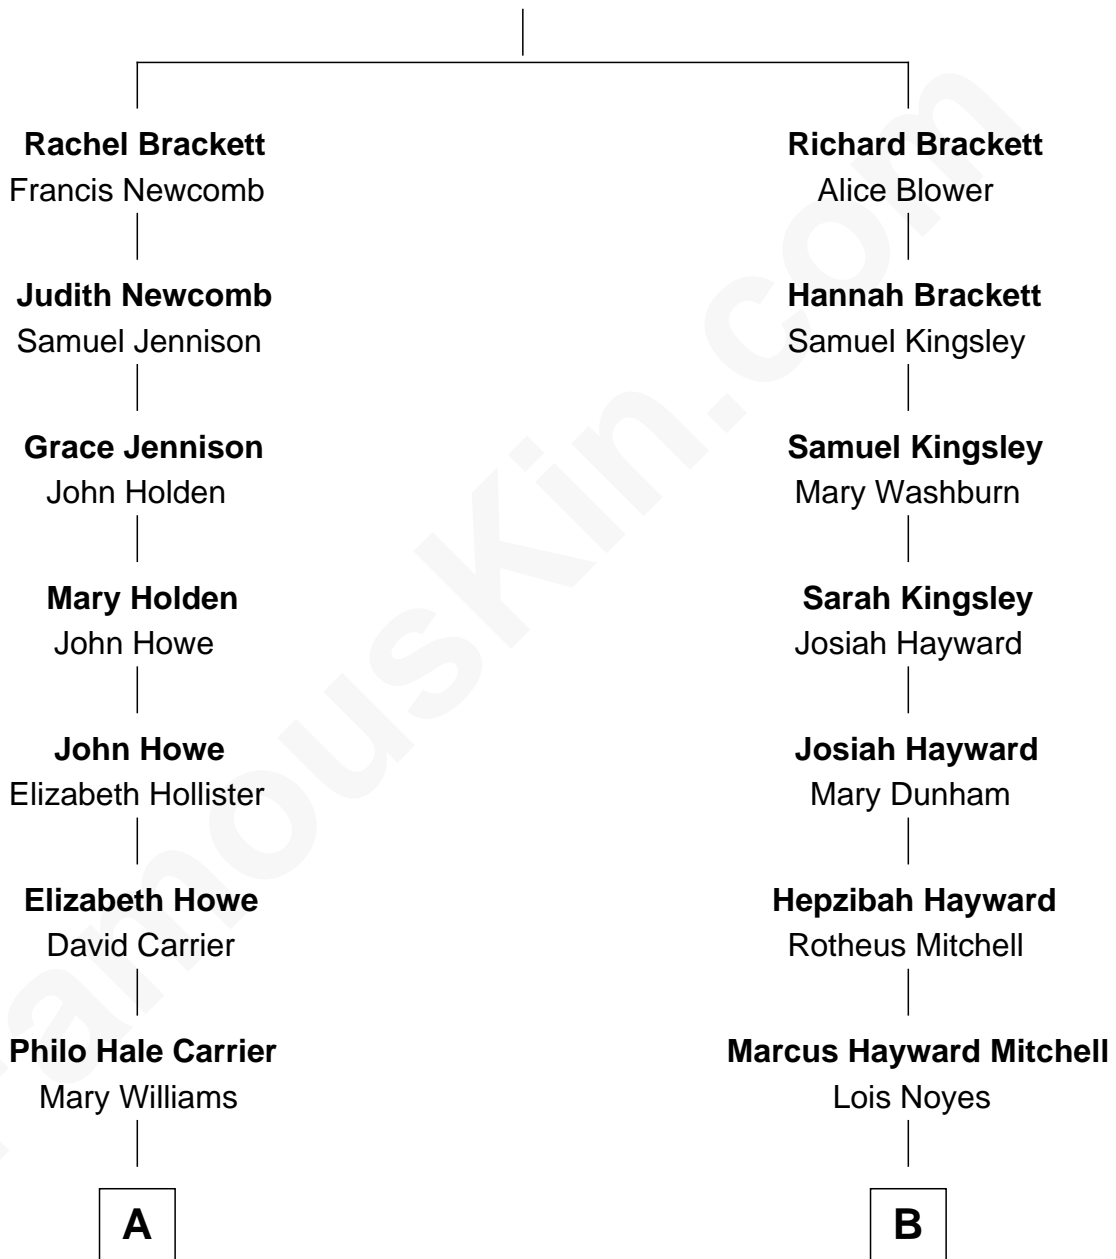 Rachel Brackett
Francis Newcomb
Richard Brackett
Alice Blower
Judith Newcomb
Samuel Jennison
Hannah Brackett
Samuel Kingsley
Grace Jennison
John Holden
Samuel Kingsley
Mary Washburn
Mary Holden
John Howe
Sarah Kingsley
Josiah Hayward
John Howe
Elizabeth Hollister
Josiah Hayward
Mary Dunham
Elizabeth Howe
David Carrier
Hepzibah Hayward
Rotheus Mitchell
Philo Hale Carrier
Mary Williams
Marcus Hayward Mitchell
Lois Noyes
A
B
FamousKin.com